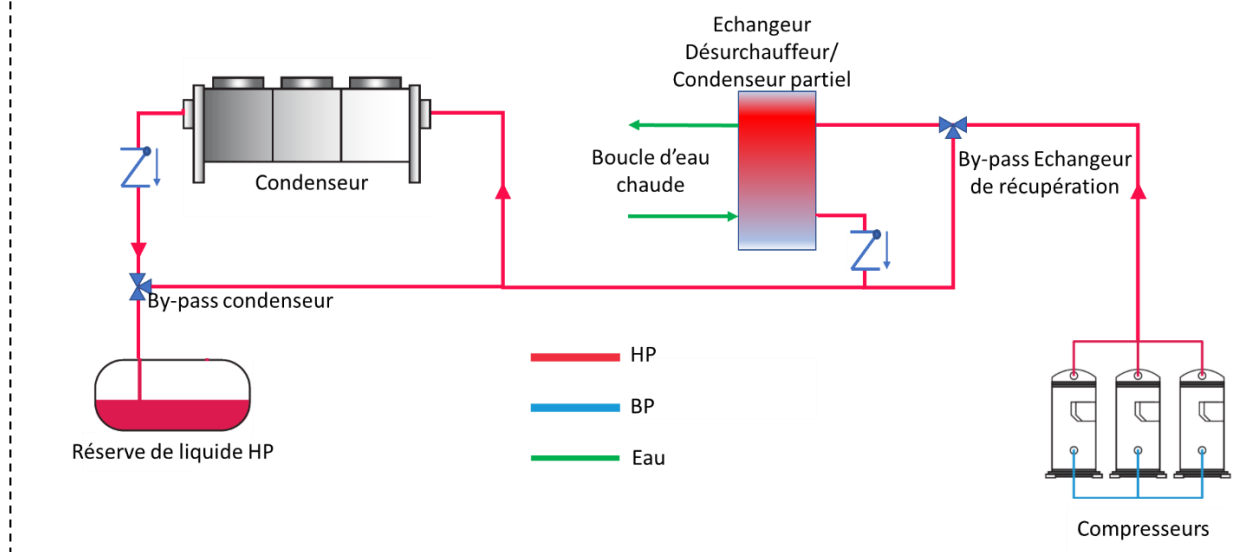 Echangeur
Désurchauffeur/
Condenseur partiel
Condenseur
Boucle d'eau
chaude
By-pass Echangeur
de récupération
By-pass condenseur
Réserve de liquide HP
HP
BP
Eau
Compresseurs